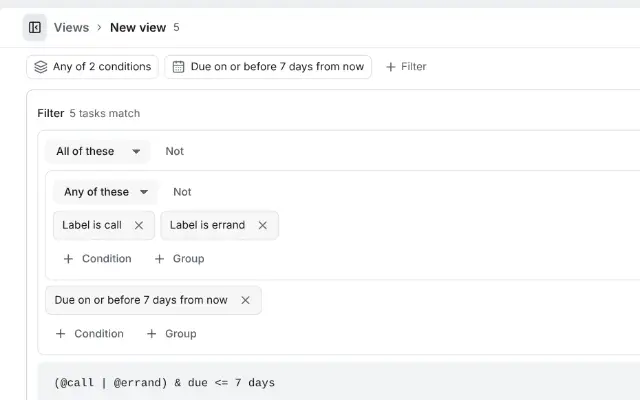 Views > New view 5
Any of 2 conditions Due on or before 7 days from now + Filter
Filter 5 tasks match
All of these Not
Any of these Not
Label is call × Label is errand ×
+ Condition + Group
Due on or before 7 days from now ×
+ Condition + Group
(@call | @errand) & due <= 7 days